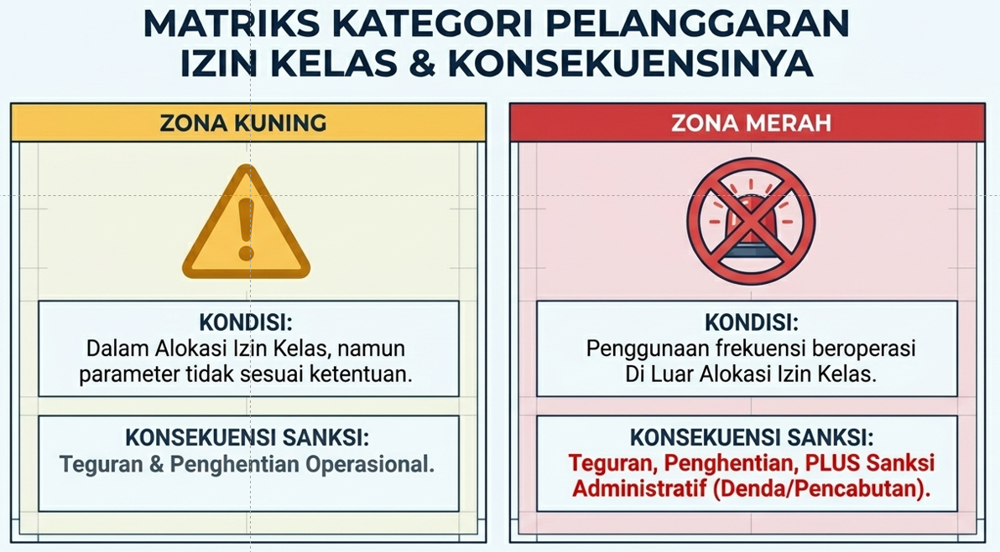 MATRIKS KATEGORI PELANGGARAN
IZIN KELAS & KONSEKUENSINYA
ZONA KUNING
KONDISI:
Dalam Alokasi Izin Kelas, namun
parameter tidak sesuai ketentuan.
KONSEKUENSI SANKSI:
Teguran & Penghentian Operasional.
ZONA MERAH
KONDISI:
Penggunaan frekuensi beroperasi
Di Luar Alokasi Izin Kelas.
KONSEKUENSI SANKSI:
Teguran, Penghentian, PLUS Sanksi
Administratif (Denda/Pencabutan).